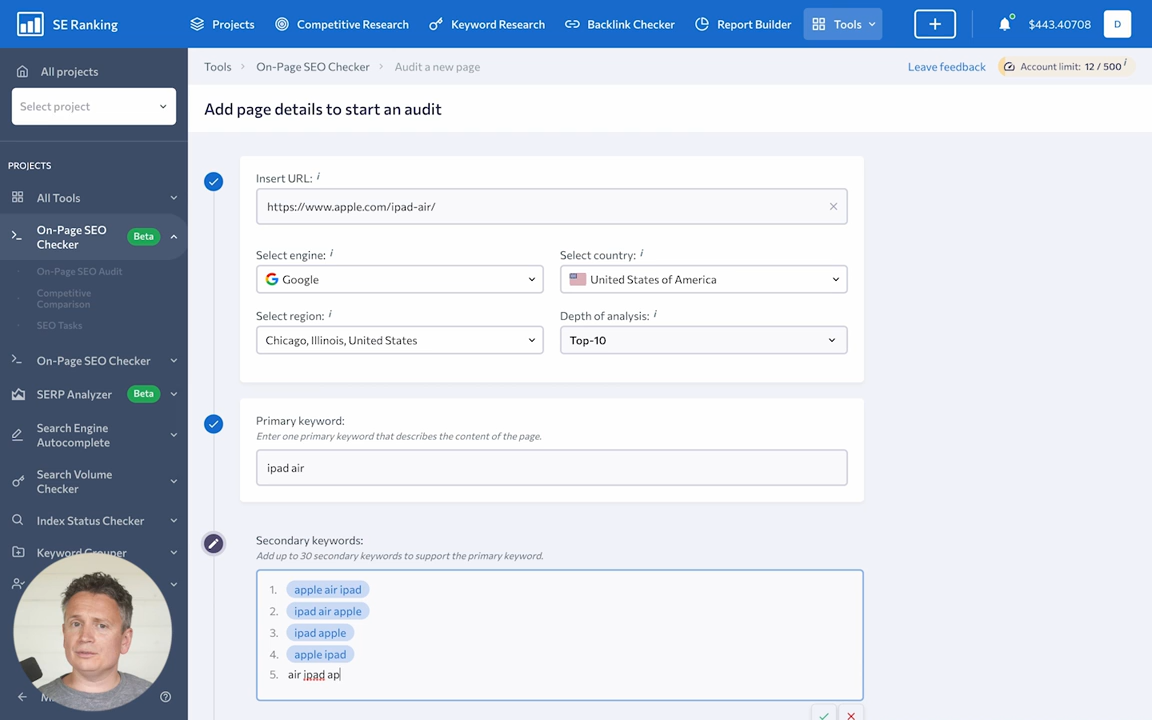 SE Ranking
Projects
Competitive Research
Keyword Research
Backlink Checker
Report Builder
Tools
$443.40708
D
All projects
Select project
PROJECTS
All Tools
On-Page SEO
Checker
Beta
On-Page SEO Audit
Competitive
Comparison
SEO Tasks
On-Page SEO Checker
SERP Analyzer
Beta
Search Engine
Autocomplete
Search Volume
Checker
Index Status Checker
Keyword Grouper
Tools
On-Page SEO Checker
Audit a new page
Leave feedback
Account limit: 12 / 500 i
Add page details to start an audit
Insert URL: i
https://www.apple.com/ipad-air/
Select engine: i
Select country: i
Google
United States of America
Select region: i
Depth of analysis: i
Chicago, Illinois, United States
Top-10
Primary keyword:
Enter one primary keyword that describes the content of the page.
ipad air
Secondary keywords:
Add up to 30 secondary keywords to support the primary keyword.
1. apple air ipad
2. ipad air apple
3. ipad apple
4. apple ipad
5. air ipad ap